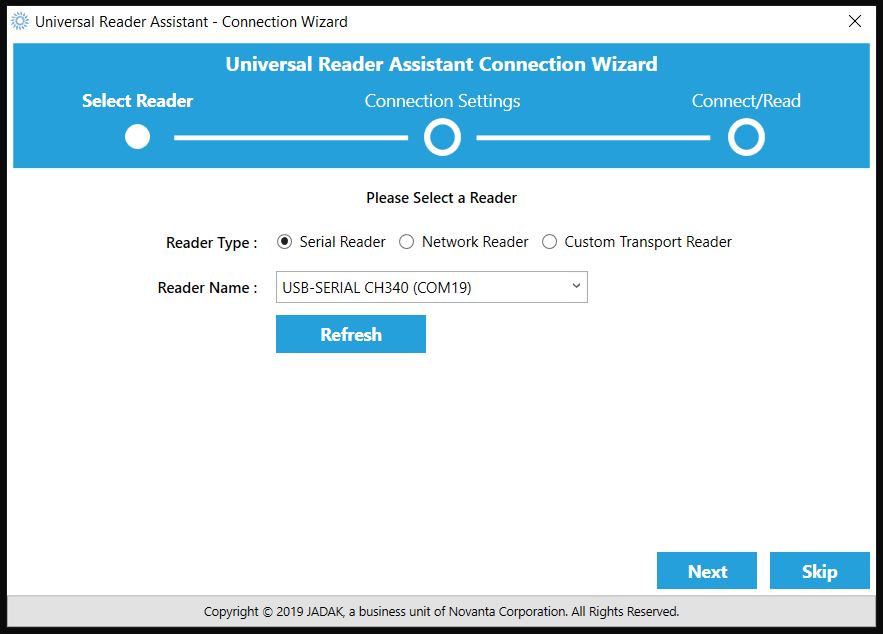 Universal Reader Assistant - Connection Wizard
Universal Reader Assistant Connection Wizard
Select Reader Connection Settings Connect/Read
Please Select a Reader
Reader Type : Serial Reader Network Reader Custom Transport Reader
Reader Name : USB-SERIAL CH340 (COM19)
Refresh
Next Skip
Copyright © 2019 JADAK, a business unit of Novanta Corporation. All Rights Reserved.